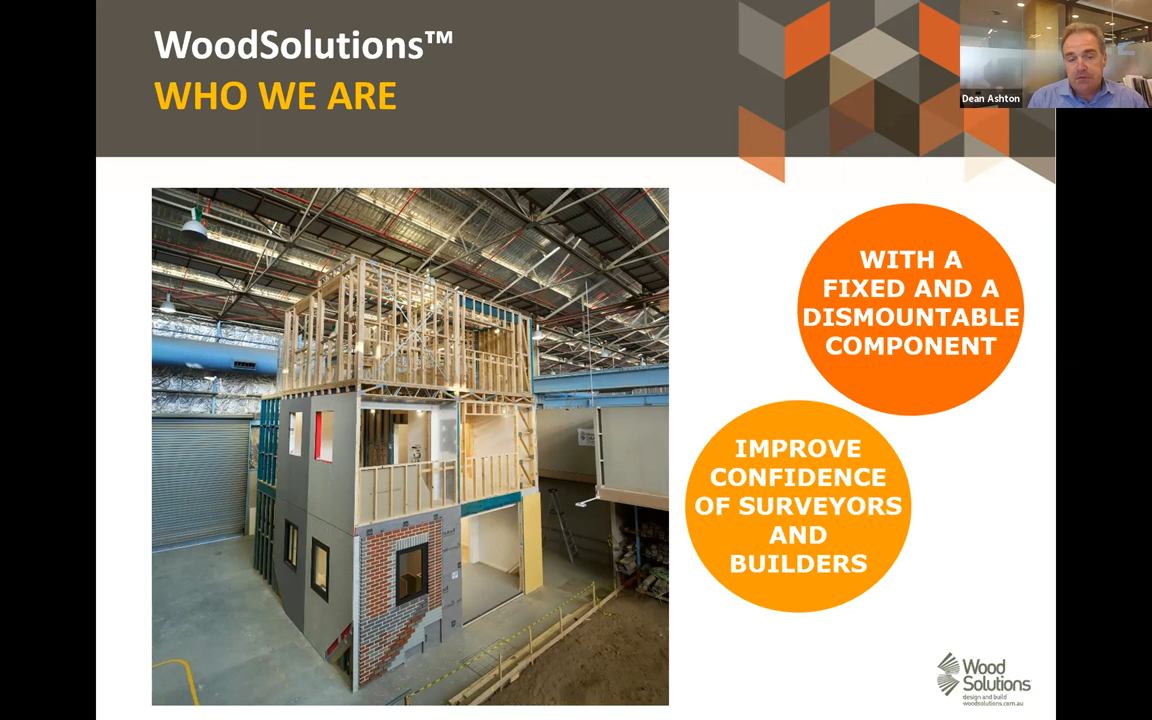 WoodSolutions™
WHO WE ARE
Dean Ashton
WITH A
FIXED AND A
DISMOUNTABLE
COMPONENT
IMPROVE
CONFIDENCE
OF SURVEYORS
AND
BUILDERS
Wood
Solutions
design and build
woodsolutions.com.au